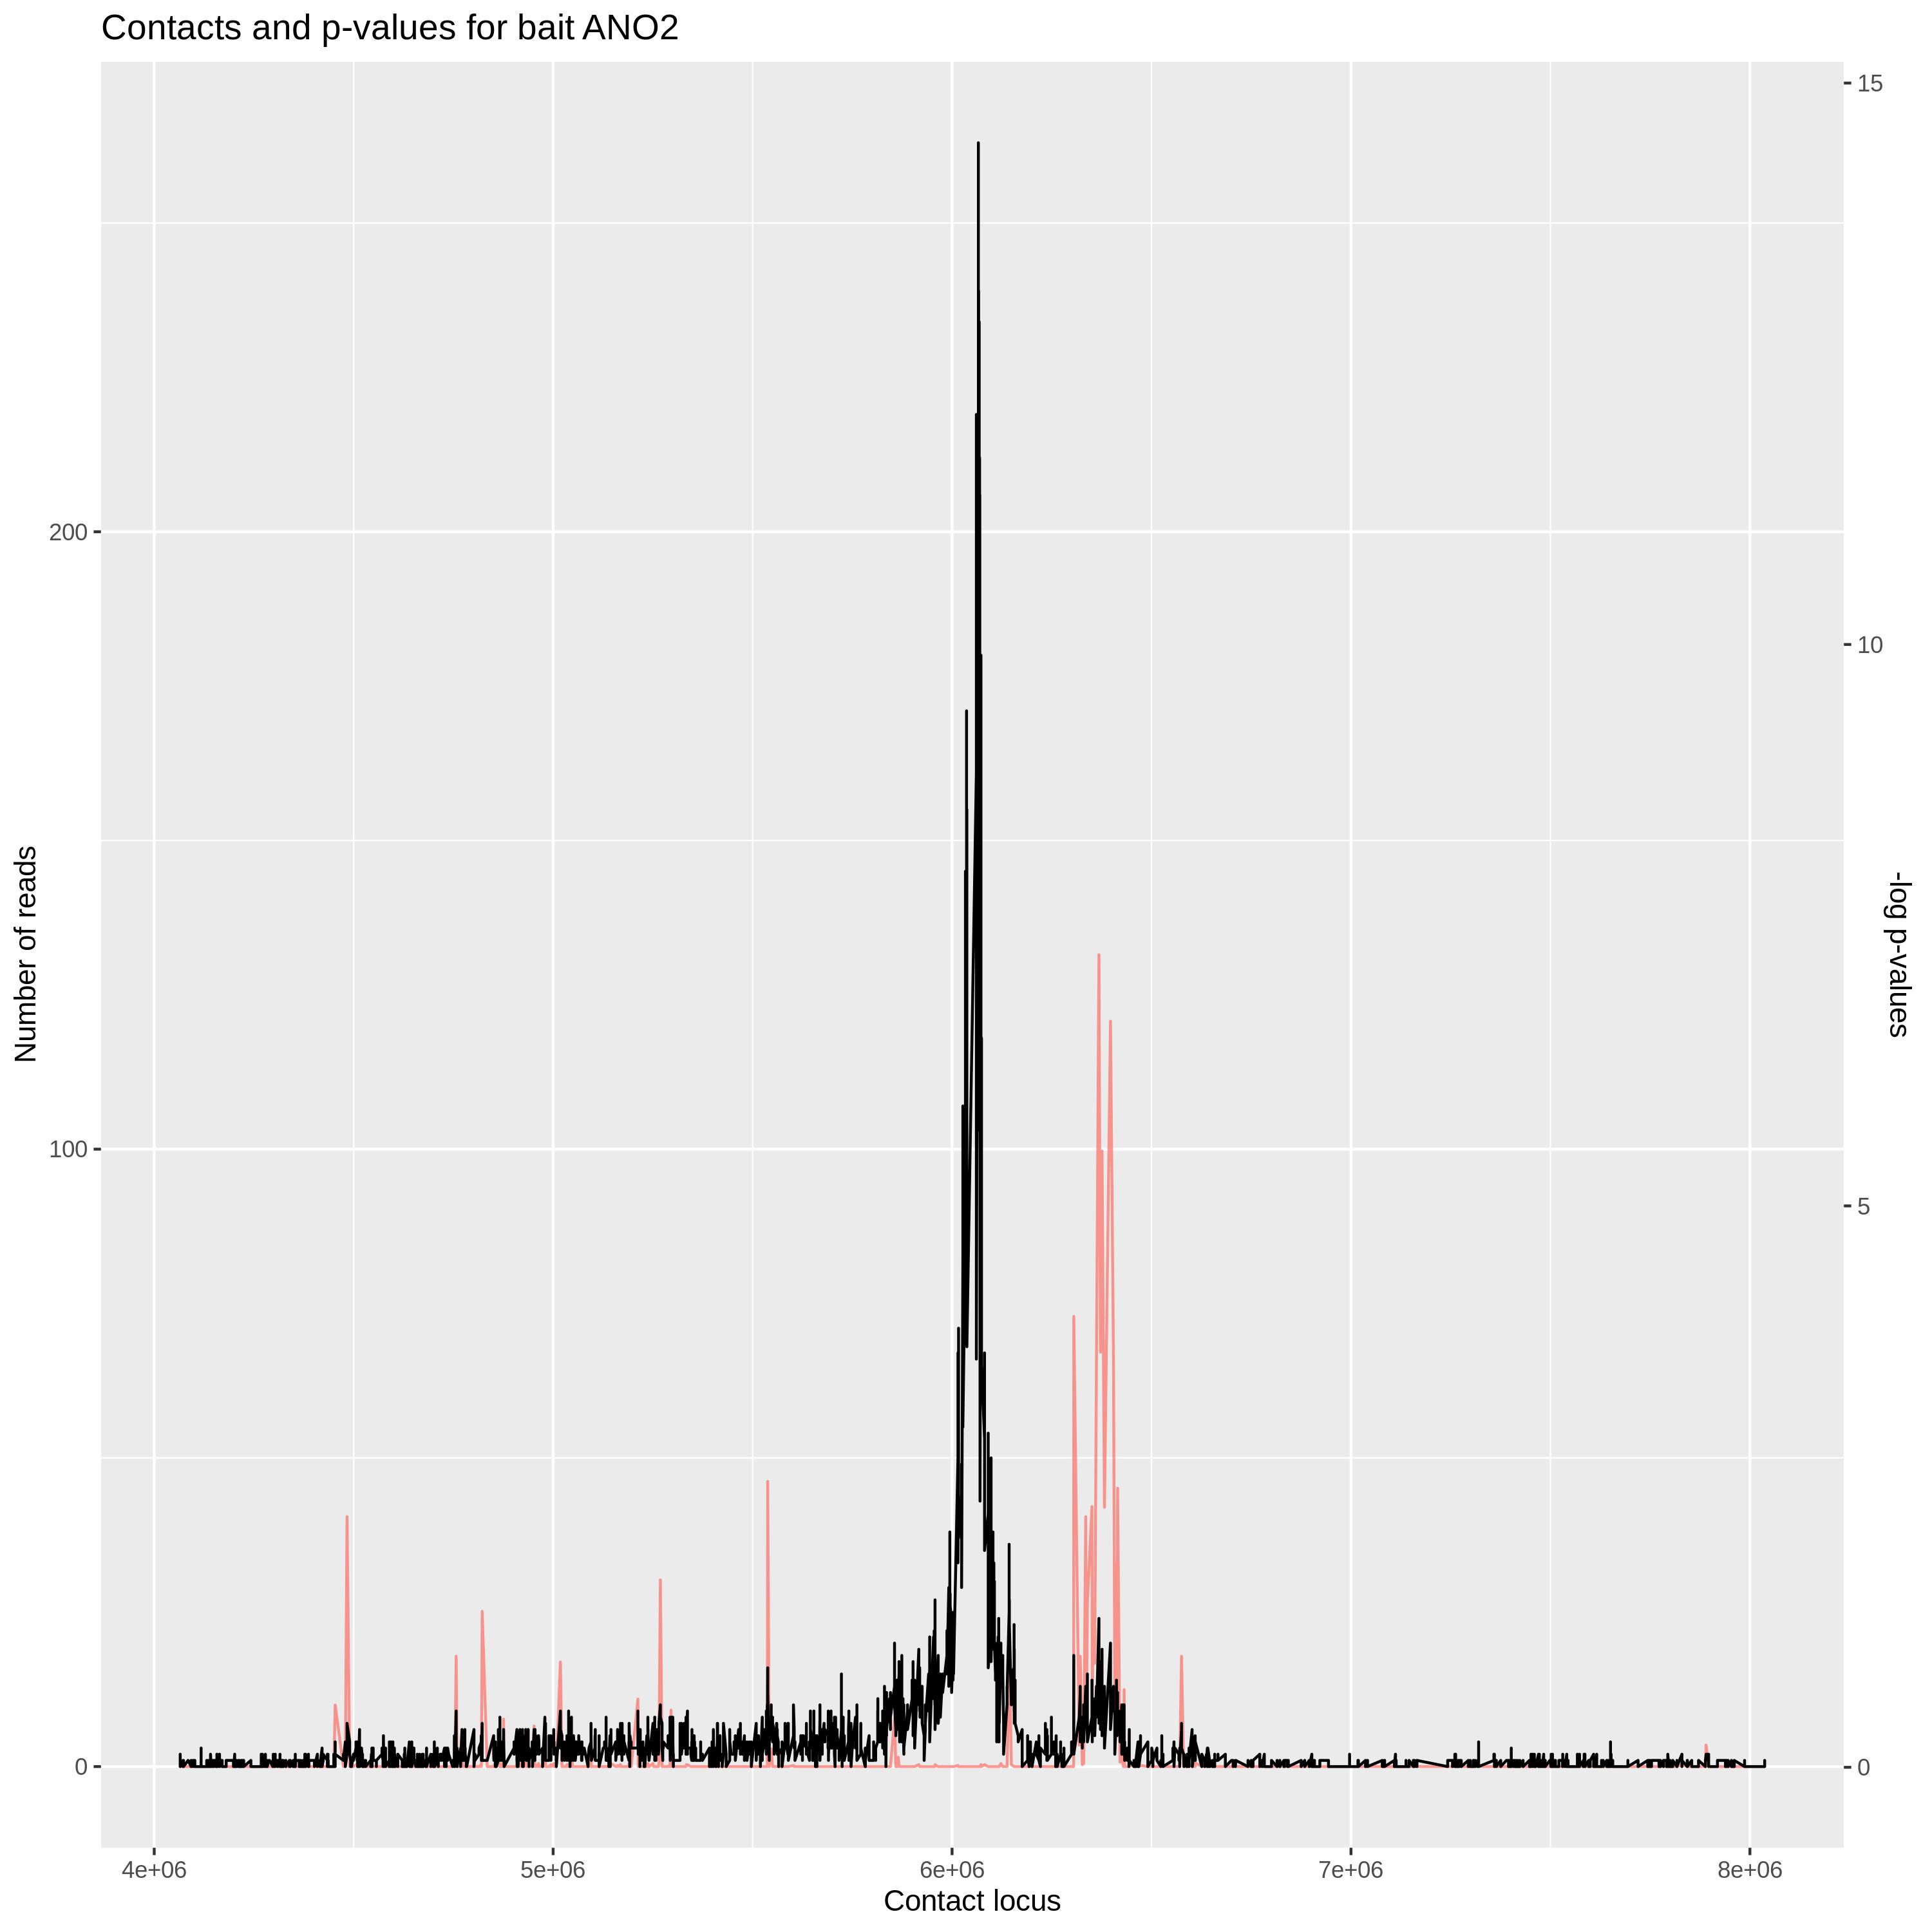 Contacts and p-values for bait ANO2
15
200
10
Number of reads
-log p-values
100
5
0
0
4e+06
5e+06
6e+06
7e+06
8e+06
Contact locus